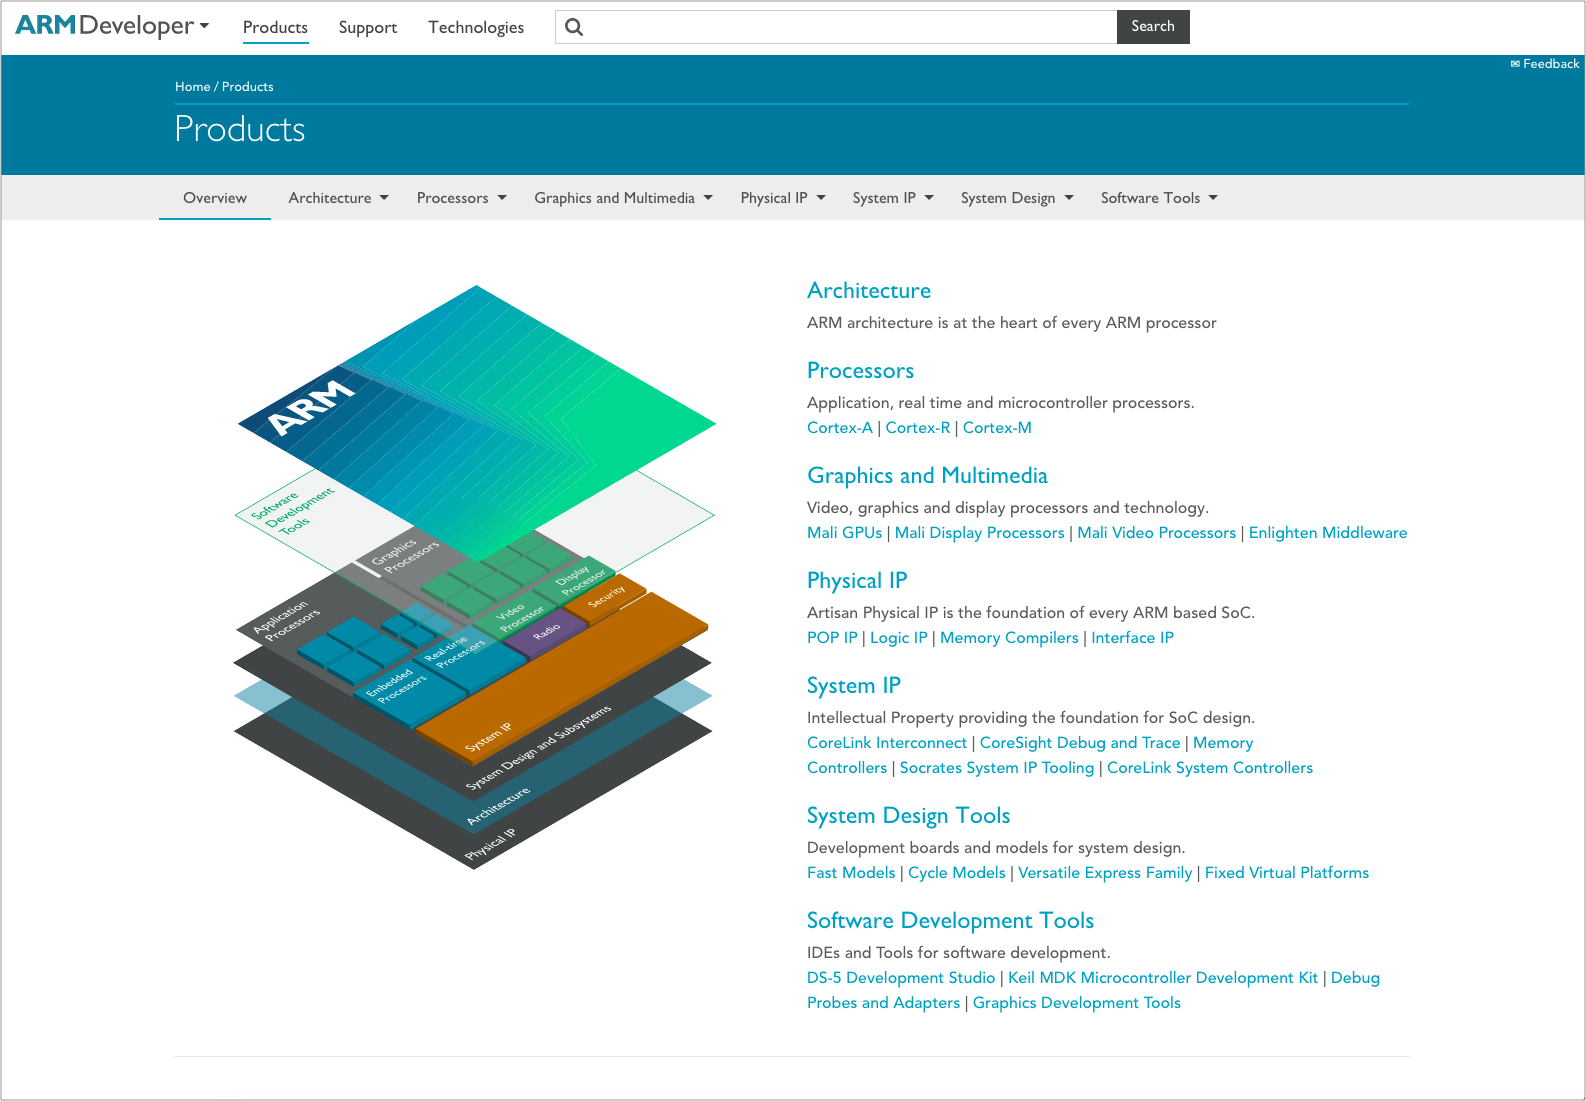 ARMDeveloper
Products
Support
Technologies
Search
✉ Feedback
Home / Products
Products
Overview
Architecture
Processors
Graphics and Multimedia
Physical IP
System IP
System Design
Software Tools
ARM
Software
Development
Tools
Graphics
Processors
Application
Processors
Display
Processor
Video
Processor
Security
Radio
Real-time
Processors
Embedded
Processors
System IP
System Design and Subsystems
Architecture
Physical IP
Architecture
ARM architecture is at the heart of every ARM processor
Processors
Application, real time and microcontroller processors.
Cortex-A | Cortex-R | Cortex-M
Graphics and Multimedia
Video, graphics and display processors and technology.
Mali GPUs | Mali Display Processors | Mali Video Processors | Enlighten Middleware
Physical IP
Artisan Physical IP is the foundation of every ARM based SoC.
POP IP | Logic IP | Memory Compilers | Interface IP
System IP
Intellectual Property providing the foundation for SoC design.
CoreLink Interconnect | CoreSight Debug and Trace | Memory
Controllers | Socrates System IP Tooling | CoreLink System Controllers
System Design Tools
Development boards and models for system design.
Fast Models | Cycle Models | Versatile Express Family | Fixed Virtual Platforms
Software Development Tools
IDEs and Tools for software development.
DS-5 Development Studio | Keil MDK Microcontroller Development Kit | Debug
Probes and Adapters | Graphics Development Tools